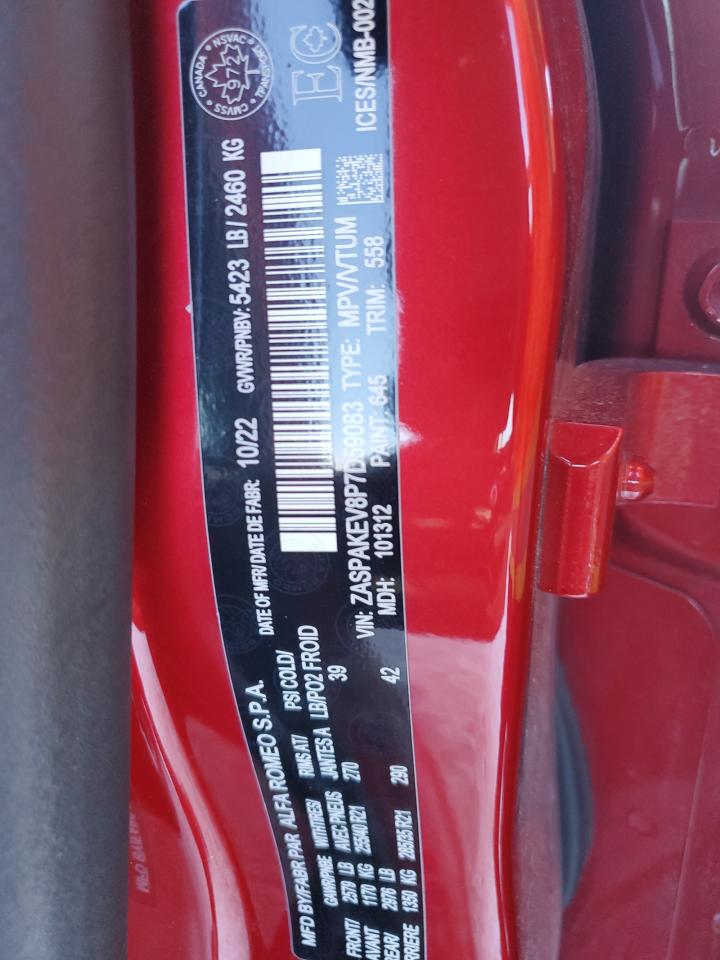 MFD BY/FABR PAR ALFA ROMEO S.P.A.
DATE OF MFR/DATE DE FABR: 10/22 GVWR/PNBV: 5423 LB/ 2460 KG
CANADA NSVAC TRANSPORT CMVSS
972
GAWR/PNBE WITH TIRES/ RIMS AT/ PSI COLD/
AVEC PNEUS JANTES A LB/PO2 FROID
FRONT/ 2579 LB 255/40 R21 270 39
AVANT 1170 KG
REAR/ 2976 LB 285/35 R21 290 42
ARRIERE 1350 KG
EC
VIN: ZASPAKEV8P7D59083 TYPE: MPV/VTUM
MDH: 101312 PAINT: 645 TRIM: 558 ICES/NMB-002